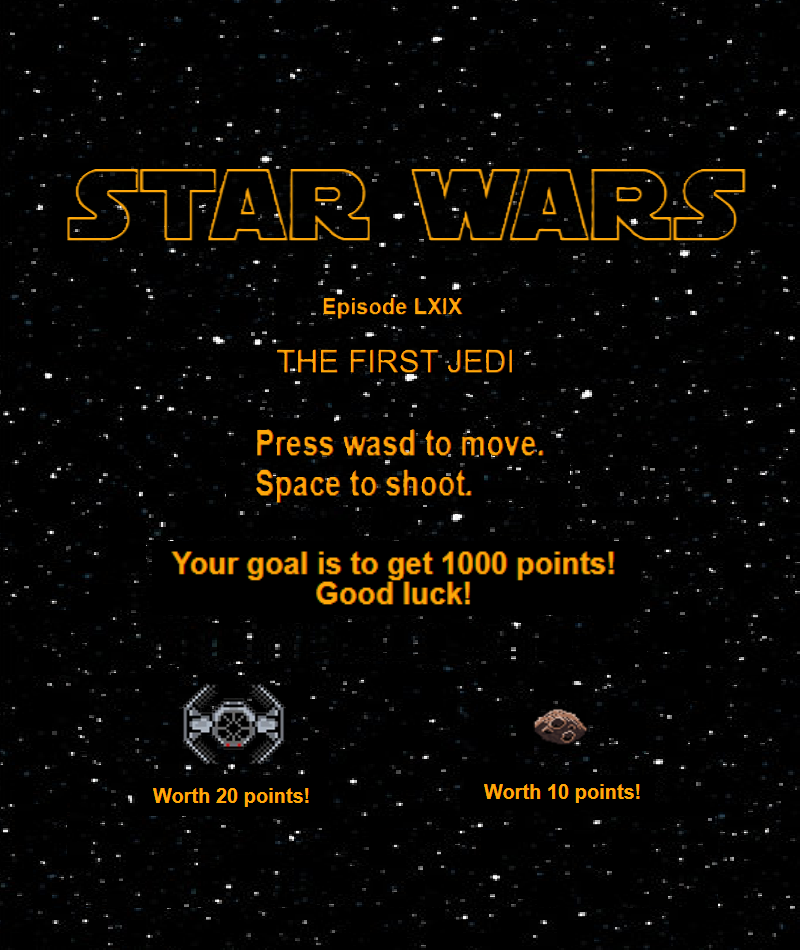 STAR WARS
Episode LXIX
THE FIRST JEDI
Press wasd to move.
Space to shoot.
Your goal is to get 1000 points!
Good luck!
Worth 20 points!
Worth 10 points!